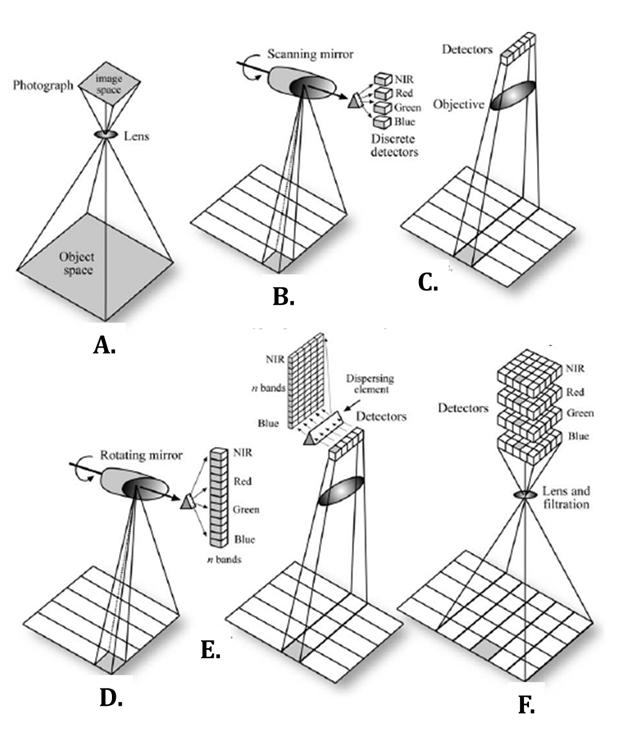 Photograph
image
space
Lens
Object
space
A.
Scanning mirror
NIR
Red
Green
Blue
Discrete
detectors
B.
Detectors
Objective
C.
Rotating mirror
NIR
Red
Green
Blue
n bands
D.
NIR
n bands
Blue
Dispersing
element
Detectors
E.
Detectors
NIR
Red
Green
Blue
Lens and
filtration
F.